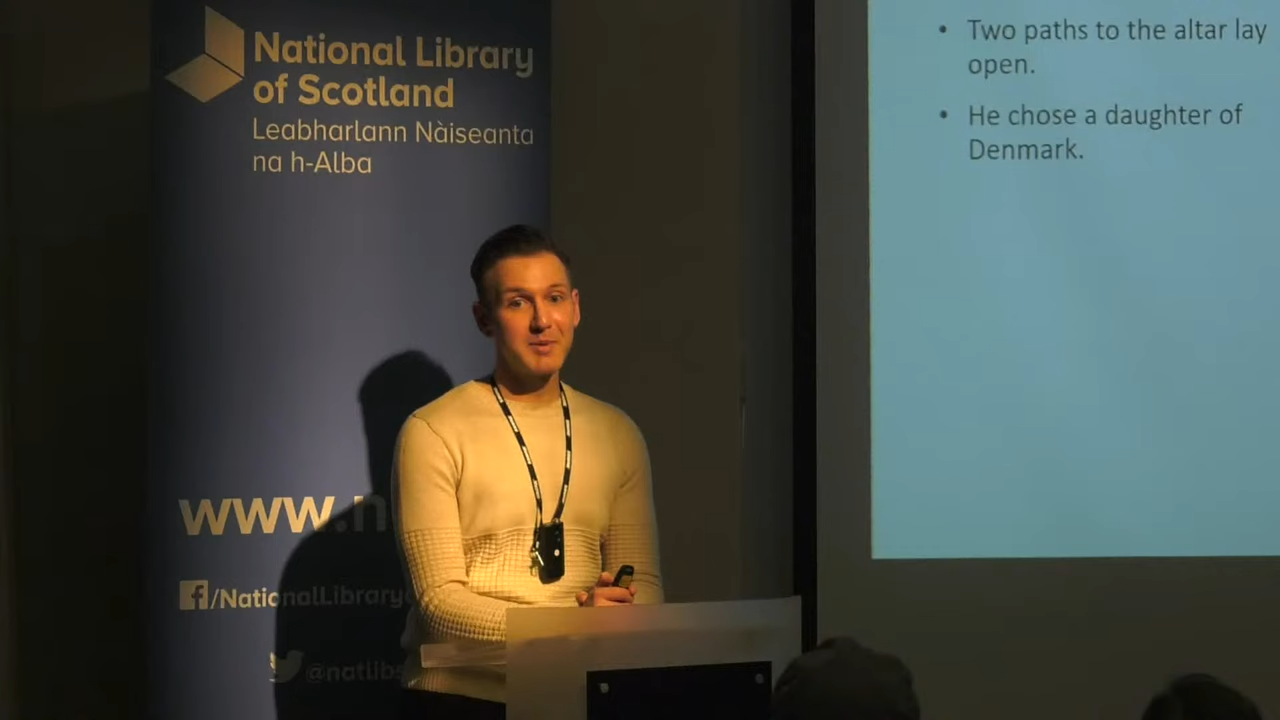 National Library
of Scotland
Leabharlann Nàiseanta
na h-Alba
www.n
/NationalLibrary
@natlibs
• Two paths to the altar lay
open.
• He chose a daughter of
Denmark.